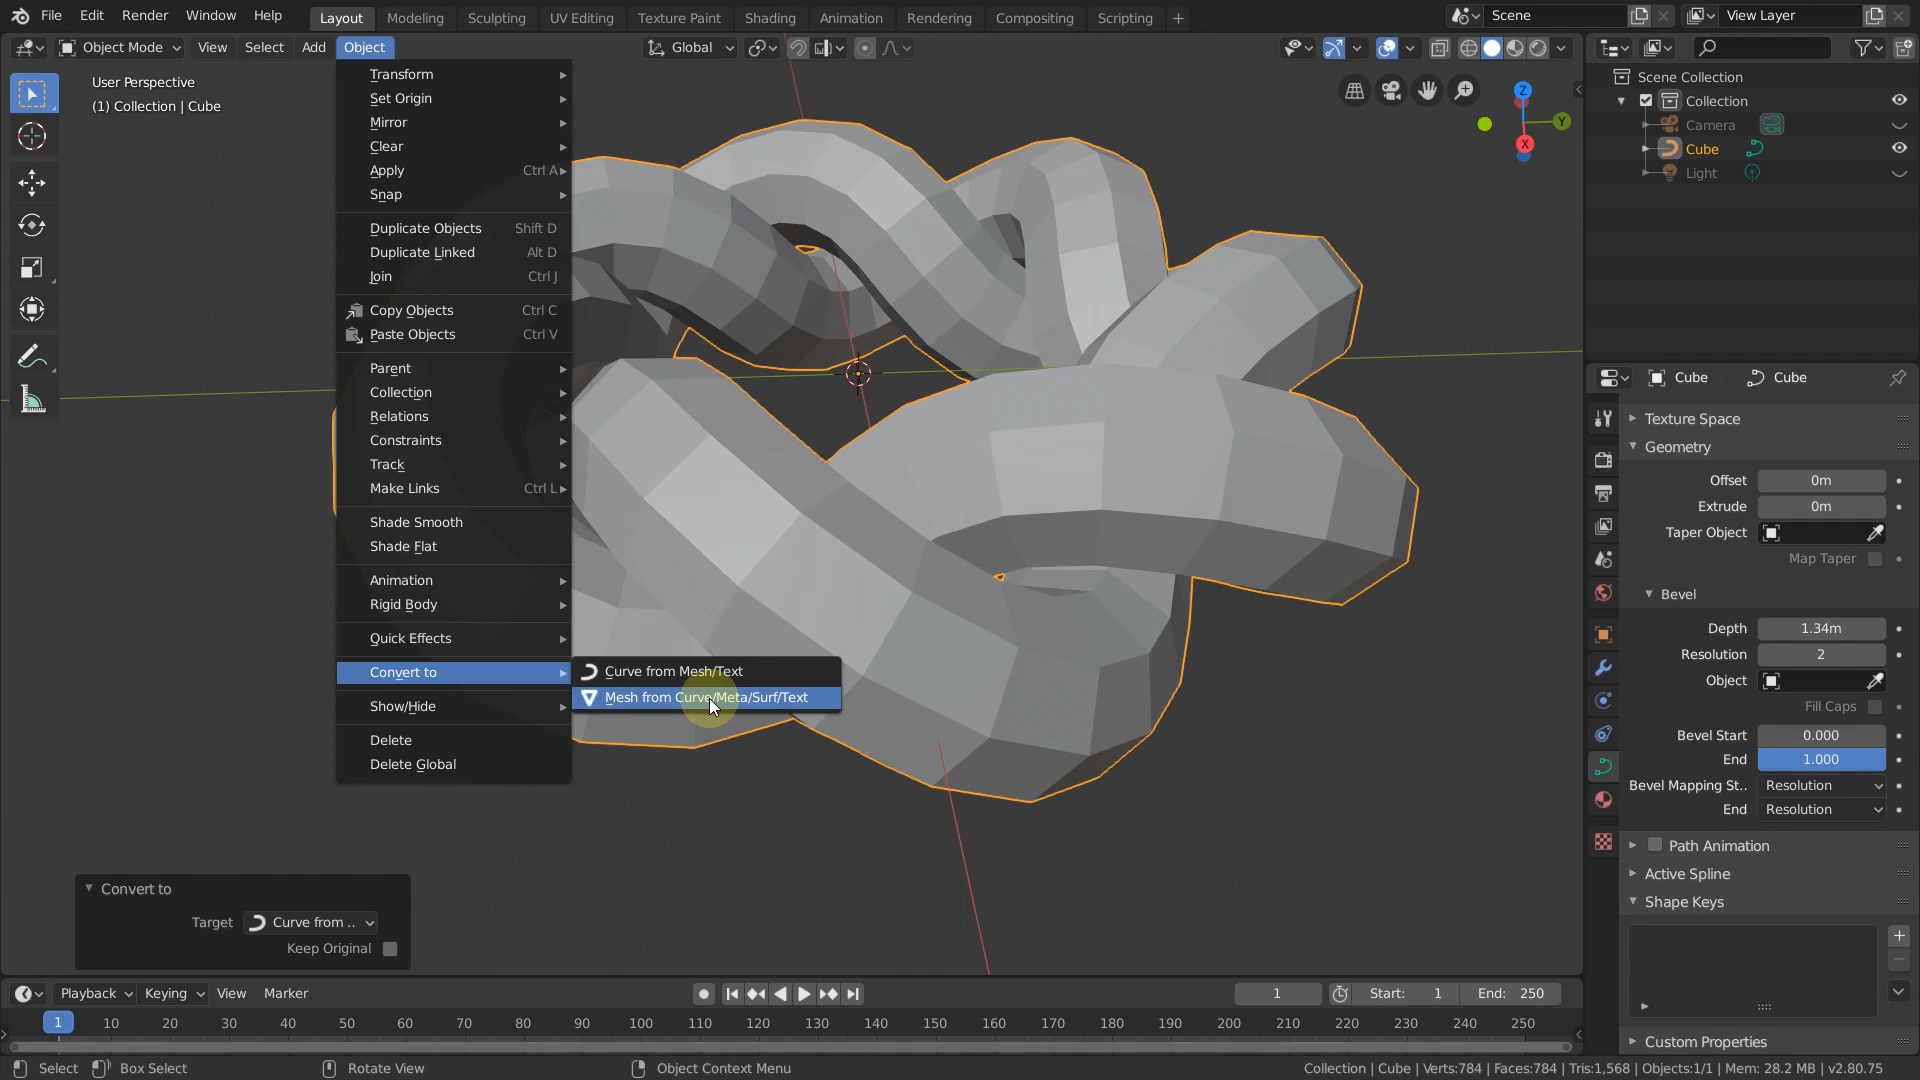 File Edit Render Window Help Layout Modeling Sculpting UV Editing Texture Paint Shading Animation Rendering Compositing Scripting + Scene View Layer
Object Mode View Select Add Object Global
User Perspective
(1) Collection | Cube
Transform
Set Origin
Mirror
Clear
Apply Ctrl A
Snap
Duplicate Objects Shift D
Duplicate Linked Alt D
Join Ctrl J
Copy Objects Ctrl C
Paste Objects Ctrl V
Parent
Collection
Relations
Constraints
Track
Make Links Ctrl L
Shade Smooth
Shade Flat
Animation
Rigid Body
Quick Effects
Convert to
Show/Hide
Delete
Delete Global
Curve from Mesh/Text
Mesh from Curve/Meta/Surf/Text
Z
Y
X
Scene Collection
Collection
Camera
Cube
Light
Cube Cube
Texture Space
Geometry
Offset 0m
Extrude 0m
Taper Object
Map Taper
Bevel
Depth 1.34m
Resolution 2
Object
Fill Caps
Bevel Start 0.000
End 1.000
Bevel Mapping St.. Resolution
End Resolution
Path Animation
Active Spline
Shape Keys
Custom Properties
Convert to
Target Curve from ..
Keep Original
Playback Keying View Marker 1 Start: 1 End: 250
1 10 20 30 40 50 60 70 80 90 100 110 120 130 140 150 160 170 180 190 200 210 220 230 240 250
Select Box Select Rotate View Object Context Menu Collection | Cube | Verts:784 | Faces:784 | Tris:1,568 | Objects:1/1 | Mem: 28.2 MB | v2.80.75